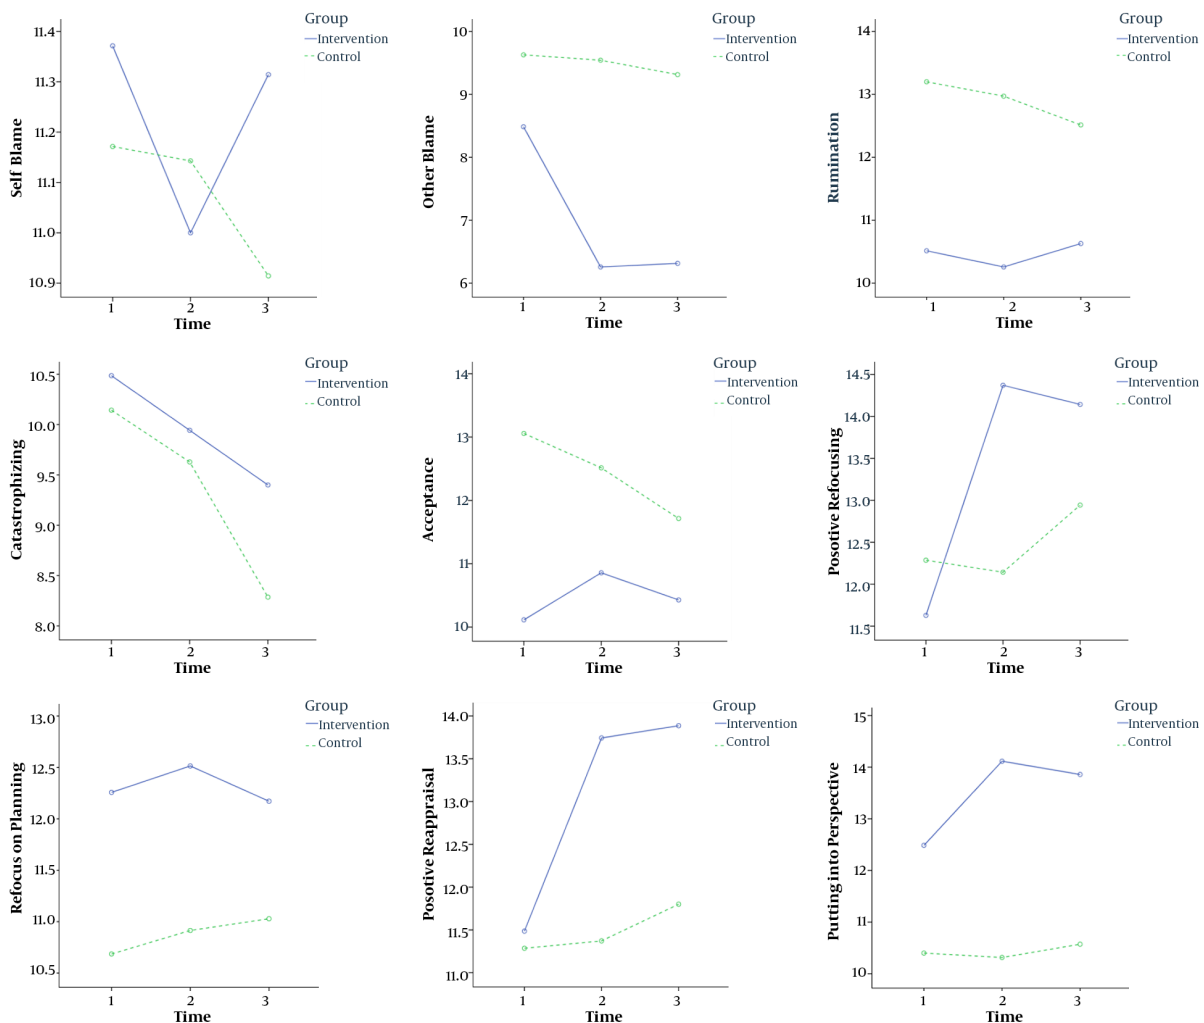 Group
Intervention
Control
11.4
11.3
11.2
11.1
11.0
10.9
Self Blame
1 2 3
Time
Group
Intervention
Control
10
9
8
7
6
Other Blame
1 2 3
Time
Group
Intervention
Control
14
13
12
11
10
Rumination
1 2 3
Time
Group
Intervention
Control
10.5
10.0
9.5
9.0
8.5
8.0
Catastrophizing
1 2 3
Time
Group
Intervention
Control
14
13
12
11
10
Acceptance
1 2 3
Time
Group
Intervention
Control
14.5
14.0
13.5
13.0
12.5
12.0
11.5
Posotive Refocusing
1 2 3
Time
Group
Intervention
Control
13.0
12.5
12.0
11.5
11.0
10.5
Refocus on Planning
1 2 3
Time
Group
Intervention
Control
14.0
13.5
13.0
12.5
12.0
11.5
11.0
Posotive Reappraisal
1 2 3
Time
Group
Intervention
Control
15
14
13
12
11
10
Putting into Perspective
1 2 3
Time